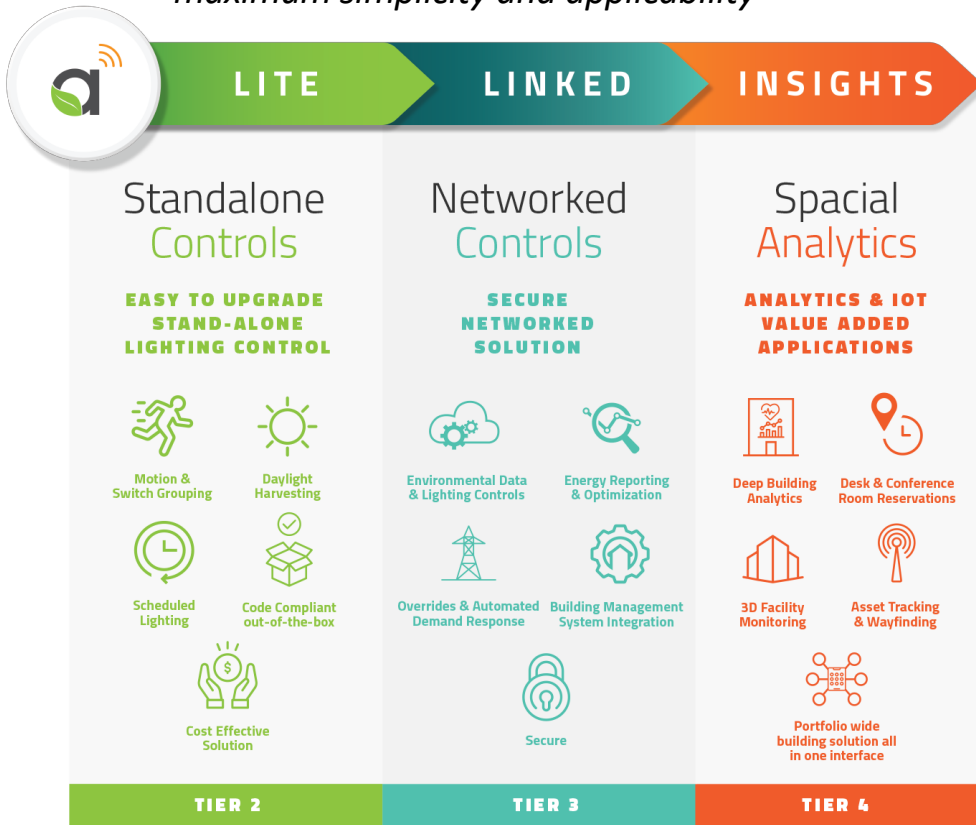 maximum simplicity and applicability
a
LITE
LINKED
INSIGHTS
Standalone
Controls
EASY TO UPGRADE
STAND-ALONE
LIGHTING CONTROL
Motion &
Switch Grouping
Daylight
Harvesting
Scheduled
Lighting
Code Compliant
out-of-the-box
$
Cost Effective
Solution
TIER 2
Networked
Controls
SECURE
NETWORKED
SOLUTION
Environmental Data
& Lighting Controls
Energy Reporting
& Optimization
Overrides & Automated
Demand Response
Building Management
System Integration
Secure
TIER 3
Spacial
Analytics
ANALYTICS & IOT
VALUE ADDED
APPLICATIONS
Deep Building
Analytics
Desk & Conference
Room Reservations
3D Facility
Monitoring
Asset Tracking
& Wayfinding
Portfolio wide
building solution all
in one interface
TIER 4